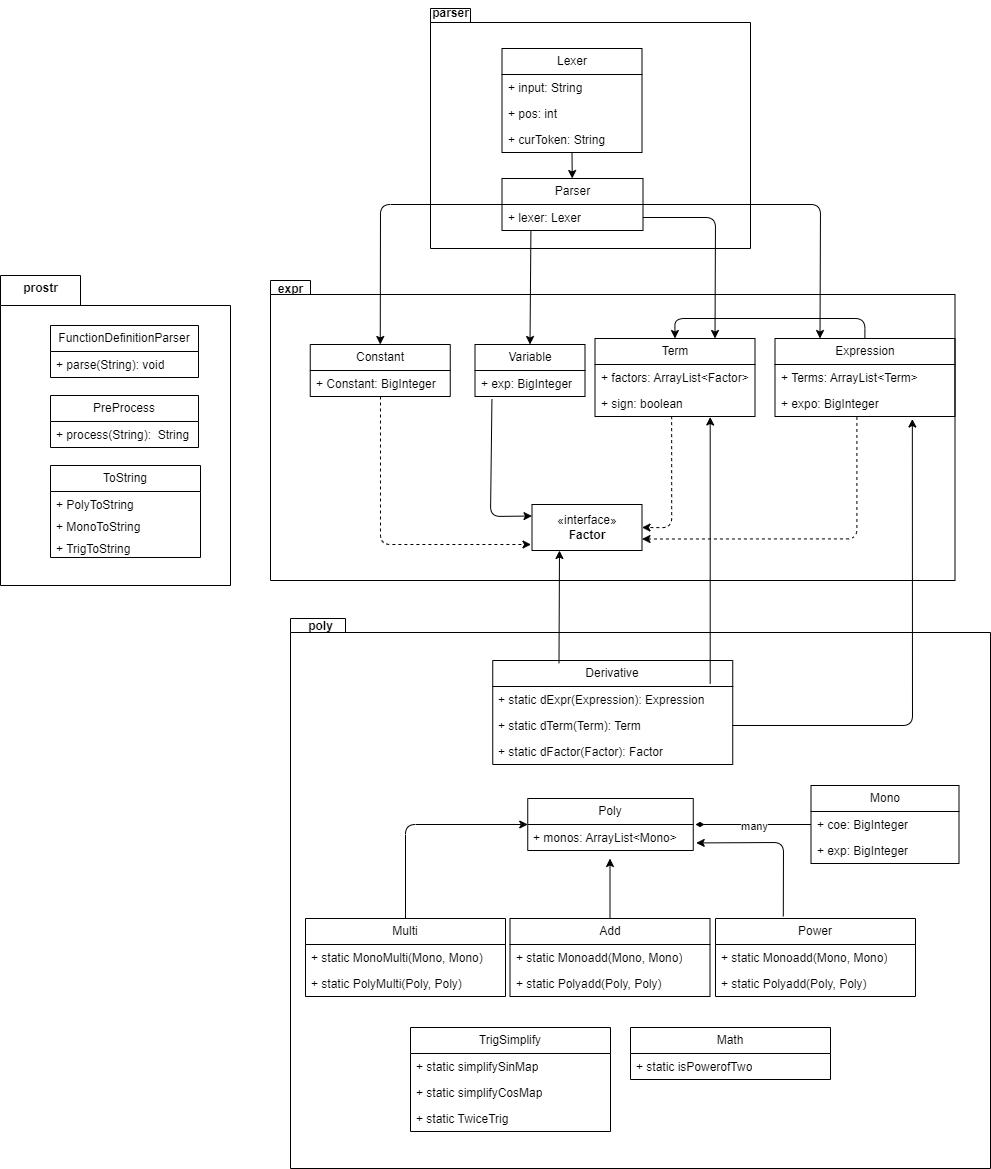 parser
Lexer
+ input: String
+ pos: int
+ curToken: String
Parser
+ lexer: Lexer
prostr
FunctionDefinitionParser
+ parse(String): void
PreProcess
+ process(String):  String
ToString
+ PolyToString
+ MonoToString
+ TrigToString
expr
Constant
+ Constant: BigInteger
Variable
+ exp: BigInteger
Term
+ factors: ArrayList<Factor>
+ sign: boolean
Expression
+ Terms: ArrayList<Term>
+ expo: BigInteger
«interface»
Factor
poly
Derivative
+ static dExpr(Expression): Expression
+ static dTerm(Term): Term
+ static dFactor(Factor): Factor
Poly
+ monos: ArrayList<Mono>
many
Mono
+ coe: BigInteger
+ exp: BigInteger
Multi
+ static MonoMulti(Mono, Mono)
+ static PolyMulti(Poly, Poly)
Add
+ static Monoadd(Mono, Mono)
+ static Polyadd(Poly, Poly)
Power
+ static Monoadd(Mono, Mono)
+ static Polyadd(Poly, Poly)
TrigSimplify
+ static simplifySinMap
+ static simplifyCosMap
+ static TwiceTrig
Math
+ static isPowerofTwo